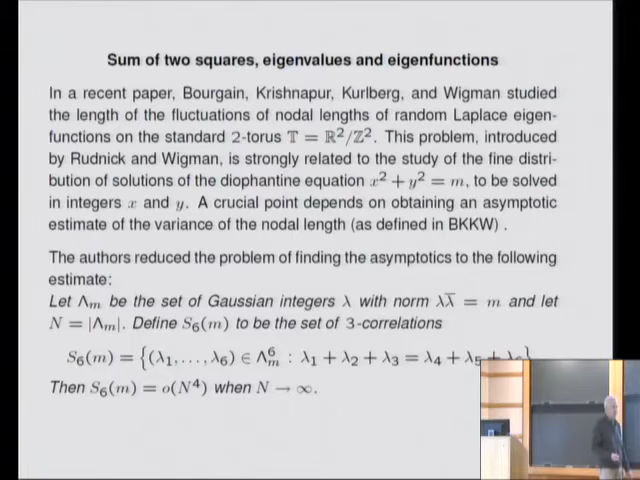 Sum of two squares, eigenvalues and eigenfunctions
In a recent paper, Bourgain, Krishnapur, Kurlberg, and Wigman studied
the length of the fluctuations of nodal lengths of random Laplace eigen-
functions on the standard 2-torus 𝕋 = ℝ²/ℤ². This problem, introduced
by Rudnick and Wigman, is strongly related to the study of the fine distri-
bution of solutions of the diophantine equation x² + y² = m, to be solved
in integers x and y. A crucial point depends on obtaining an asymptotic
estimate of the variance of the nodal length (as defined in BKKW) .
The authors reduced the problem of finding the asymptotics to the following
estimate:
Let Λₘ be the set of Gaussian integers λ with norm λλ̄ = m and let
N = |Λₘ|. Define S₆(m) to be the set of 3-correlations
S₆(m) = {(λ₁, . . . , λ₆) ∈ Λₘ⁶ : λ₁ + λ₂ + λ₃ = λ₄ + λ₅ +
Then S₆(m) = o(N⁴) when N → ∞.